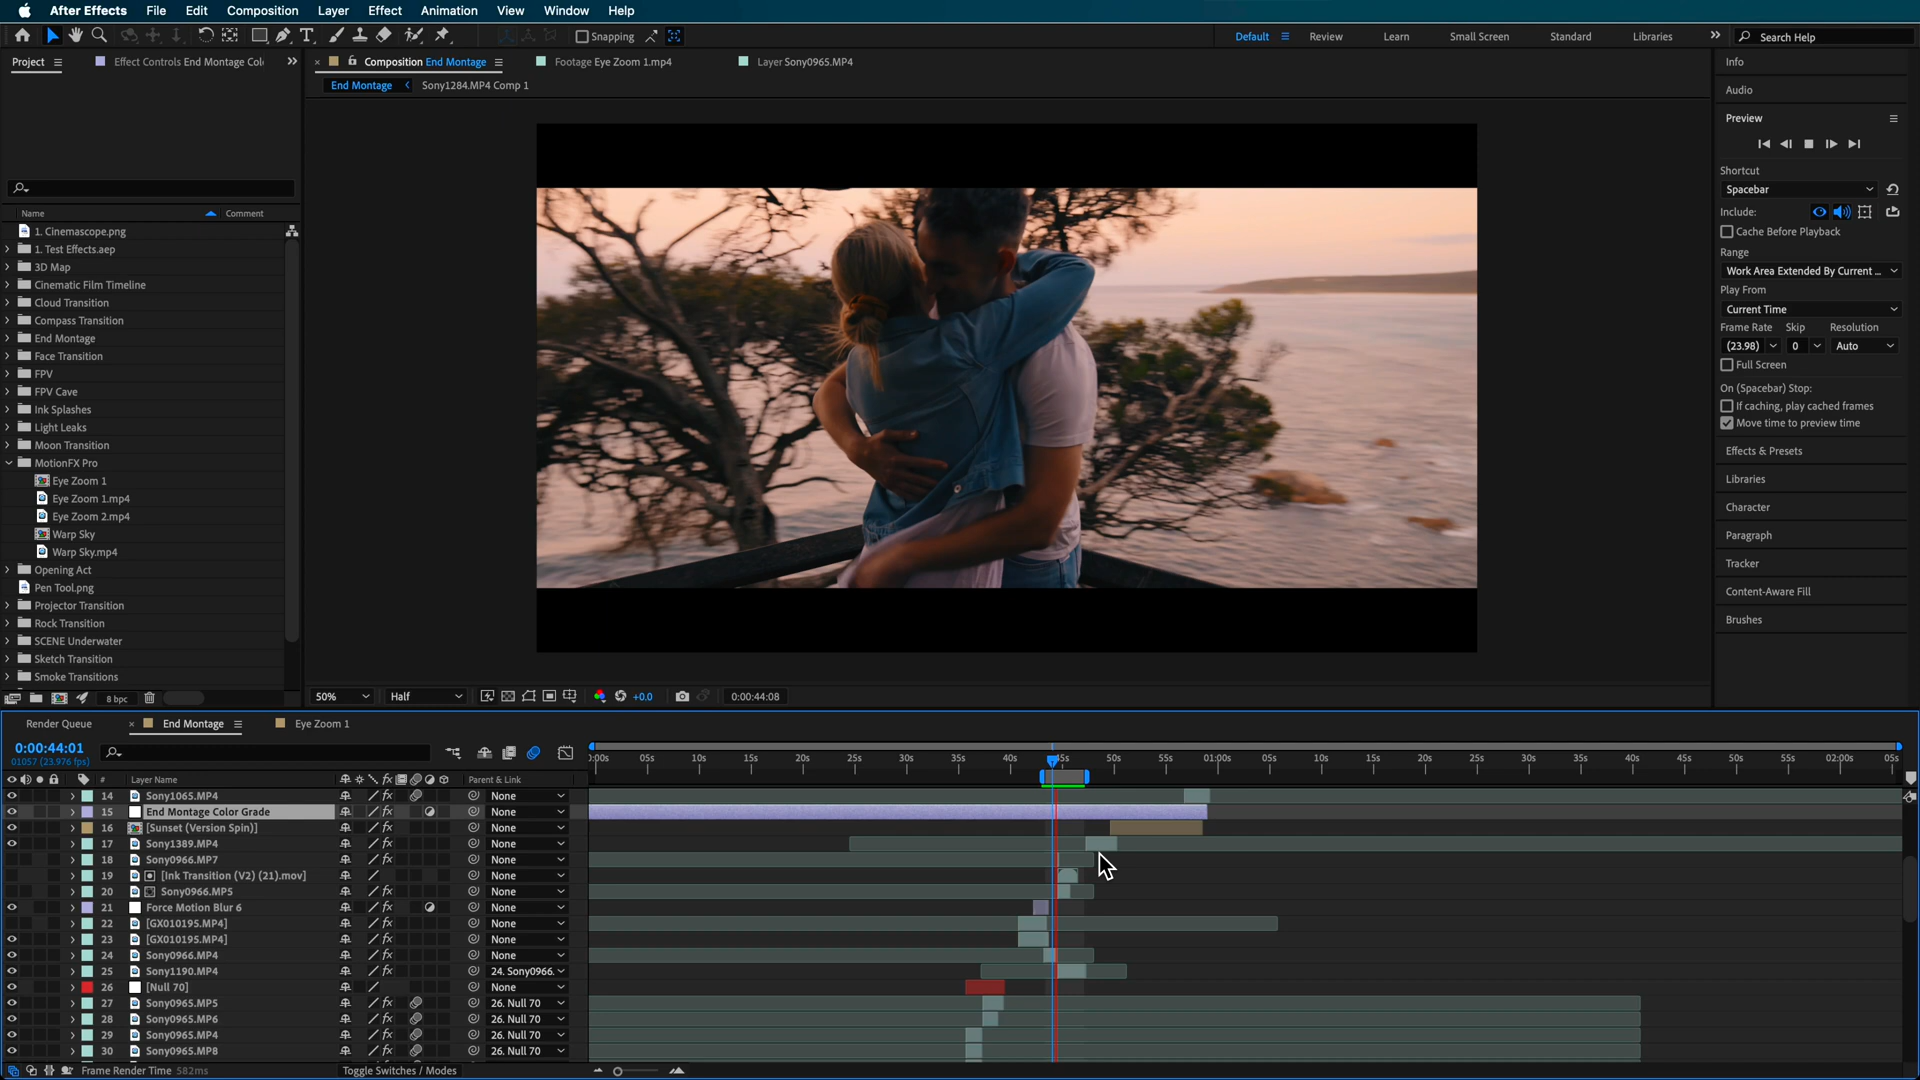 After Effects File Edit Composition Layer Effect Animation View Window Help
Snapping Default Review Learn Small Screen Standard Libraries Search Help
Project Effect Controls End Montage Col
Composition End Montage Footage Eye Zoom 1.mp4 Layer Sony0965.MP4
End Montage Sony1284.MP4 Comp 1
Name Comment
1. Cinemascope.png
1. Test Effects.aep
3D Map
Cinematic Film Timeline
Cloud Transition
Compass Transition
End Montage
Face Transition
FPV
FPV Cave
Ink Splashes
Light Leaks
Moon Transition
MotionFX Pro
Eye Zoom 1
Eye Zoom 1.mp4
Eye Zoom 2.mp4
Warp Sky
Warp Sky.mp4
Opening Act
Pen Tool.png
Projector Transition
Rock Transition
SCENE Underwater
Sketch Transition
Smoke Transitions
8 bpc
50% Half +0.0 0:00:44:08
Info
Audio
Preview
Shortcut
Spacebar
Include:
Cache Before Playback
Range
Work Area Extended By Current ...
Play From
Current Time
Frame Rate Skip Resolution
(23.98) 0 Auto
Full Screen
On (Spacebar) Stop:
If caching, play cached frames
Move time to preview time
Effects & Presets
Libraries
Character
Paragraph
Tracker
Content-Aware Fill
Brushes
Render Queue End Montage Eye Zoom 1
0:00:44:01
01057 (23.976 fps)
):00s 05s 10s 15s 20s 25s 30s 35s 40s 45s 50s 55s 01:00s 05s 10s 15s 20s 25s 30s 35s 40s 45s 50s 55s 02:00s 05s
# Layer Name Parent & Link
14 Sony1065.MP4 None
15 End Montage Color Grade None
16 [Sunset (Version Spin)] None
17 Sony1389.MP4 None
18 Sony0966.MP7 None
19 [Ink Transition (V2) (21).mov] None
20 Sony0966.MP5 None
21 Force Motion Blur 6 None
22 [GX010195.MP4] None
23 [GX010195.MP4] None
24 Sony0966.MP4 None
25 Sony1190.MP4 24. Sony0966.
26 [Null 70] None
27 Sony0965.MP5 26. Null 70
28 Sony0965.MP6 26. Null 70
29 Sony0965.MP4 26. Null 70
30 Sony0965.MP8 26. Null 70
Frame Render Time 582ms Toggle Switches / Modes